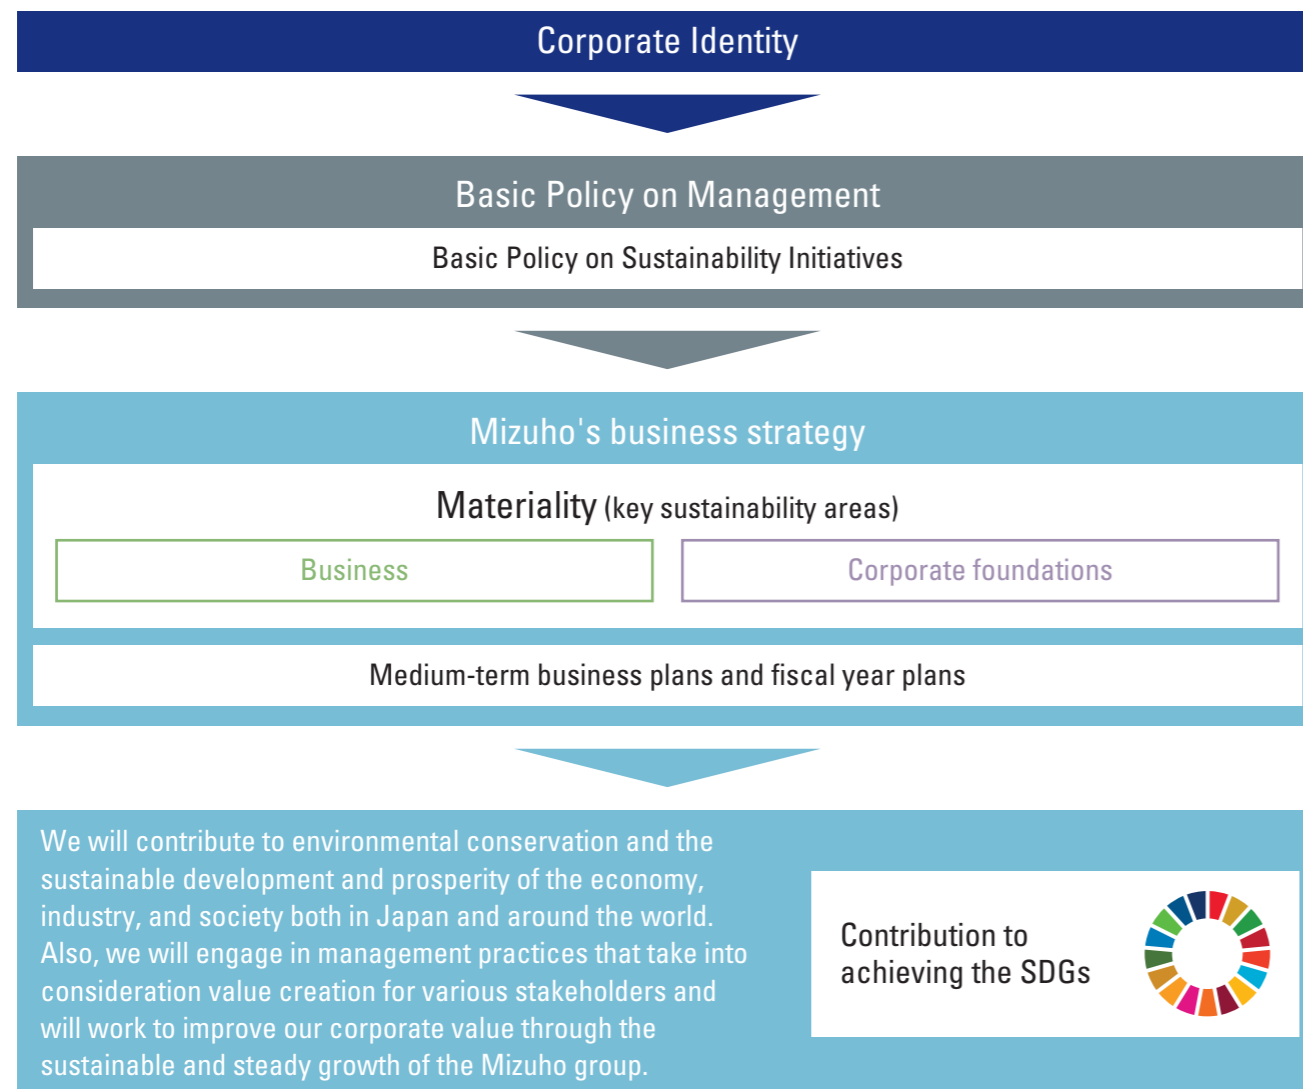 Corporate Identity
Basic Policy on Management
Basic Policy on Sustainability Initiatives
Mizuho's business strategy
Materiality (key sustainability areas)
Business
Corporate foundations
Medium-term business plans and fiscal year plans
We will contribute to environmental conservation and the
sustainable development and prosperity of the economy,
industry, and society both in Japan and around the world.
Also, we will engage in management practices that take into
consideration value creation for various stakeholders and
will work to improve our corporate value through the
sustainable and steady growth of the Mizuho group.
Contribution to
achieving the SDGs